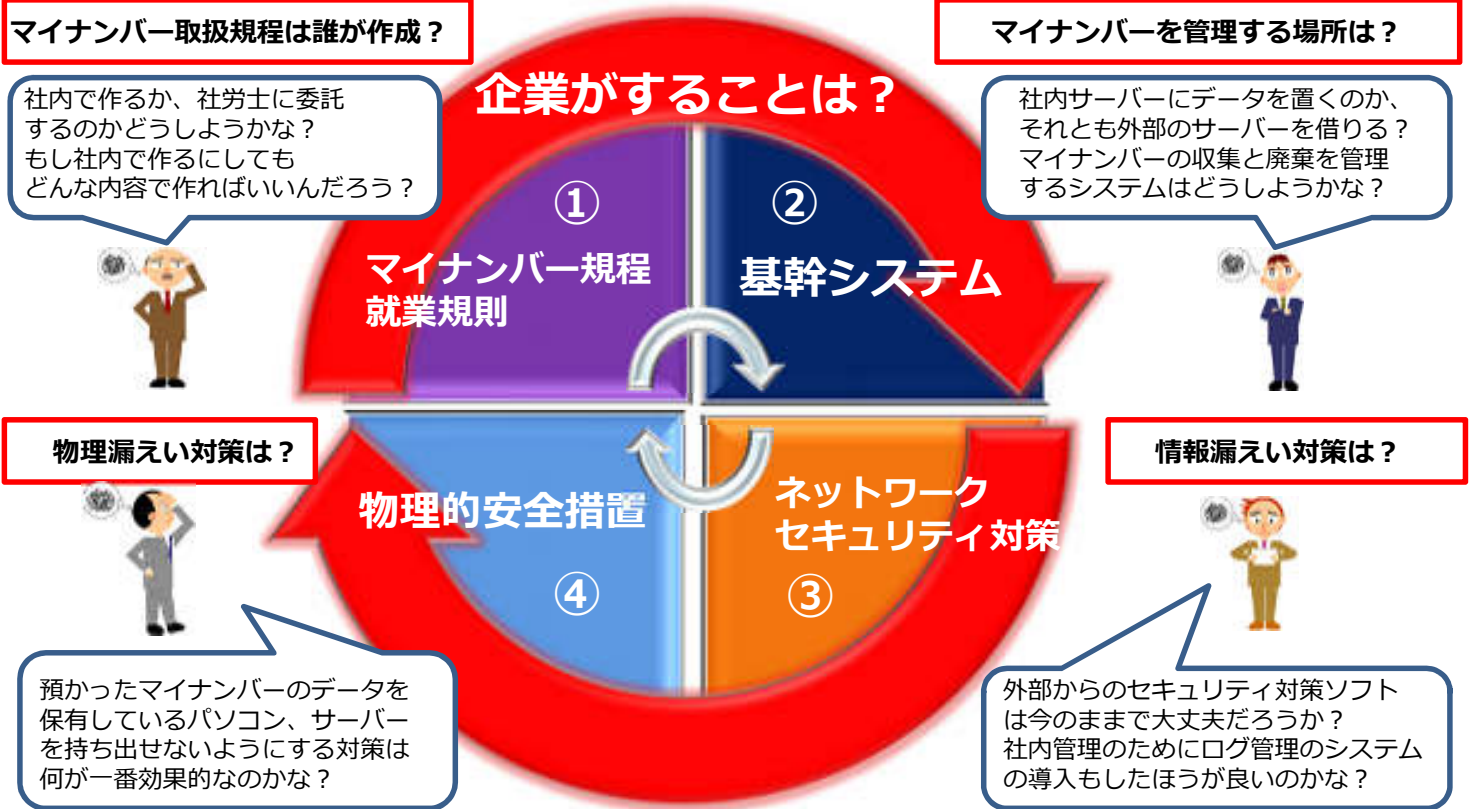 マイナンバー取扱規程は誰が作成？
マイナンバーを管理する場所は？
企業がすることは？
社内で作るか、社労士に委託
するのかどうしようかな？
もし社内で作るにしても
どんな内容で作ればいいんだろう？
社内サーバーにデータを置くのか、
それとも外部のサーバーを借りる？
マイナンバーの収集と廃棄を管理
するシステムはどうしようかな？
①
マイナンバー規程
就業規則
②
基幹システム
物理漏えい対策は？
情報漏えい対策は？
物理的安全措置
④
ネットワーク
セキュリティ対策
③
預かったマイナンバーのデータを
保有しているパソコン、サーバー
を持ち出せないようにする対策は
何が一番効果的なのかな？
外部からのセキュリティ対策ソフト
は今のままで大丈夫だろうか？
社内管理のためにログ管理のシステム
の導入もしたほうが良いのかな？